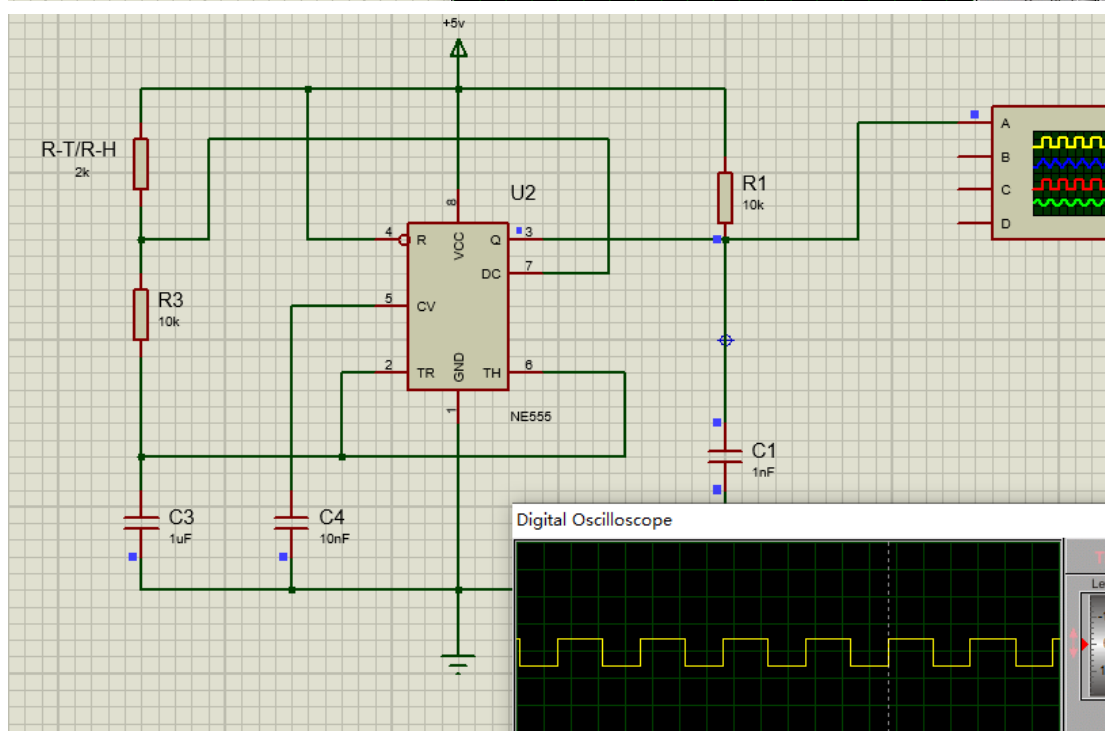 +5v
R-T/R-H
2k
R3
10k
C3
1uF
C4
10nF
U2
8
4
R
VCC
Q
3
DC
7
5
CV
2
TR
GND
TH
6
1
NE555
R1
10k
C1
1nF
A
B
C
D
Digital Oscilloscope
Le